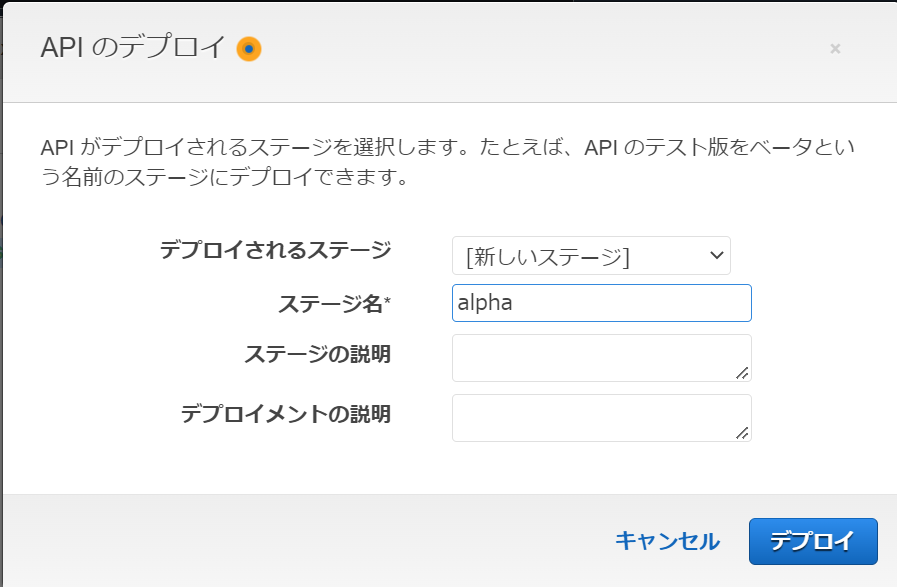 API のデプロイ
×
API がデプロイされるステージを選択します。たとえば、API のテスト版をベータとい
う名前のステージにデプロイできます。
デプロイされるステージ [新しいステージ]
ステージ名* alpha
ステージの説明
デプロイメントの説明
キャンセル デプロイ